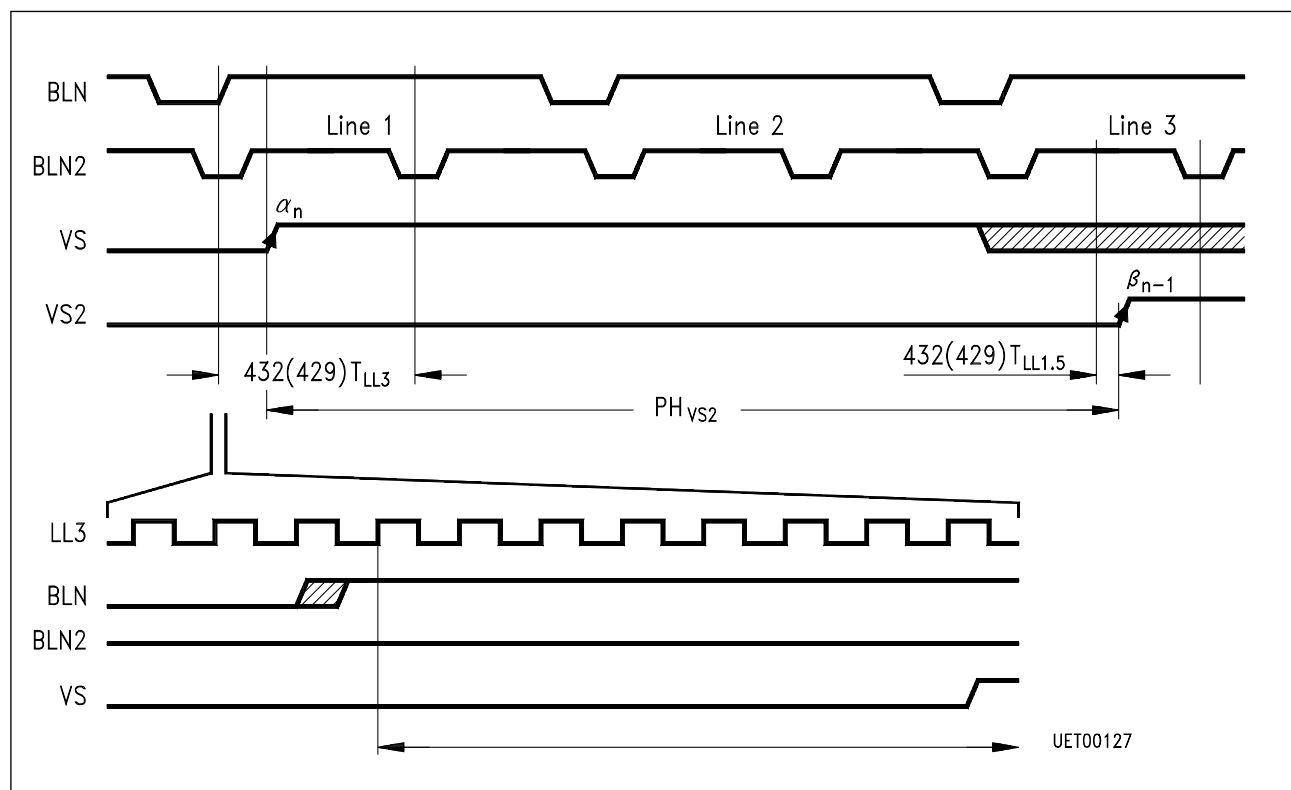 BLN
Line 1 Line 2 Line 3
BLN2
αn
VS
βn−1
VS2
432(429)TLL3 432(429)TLL1.5
PHVS2
LL3
BLN
BLN2
VS
UET00127